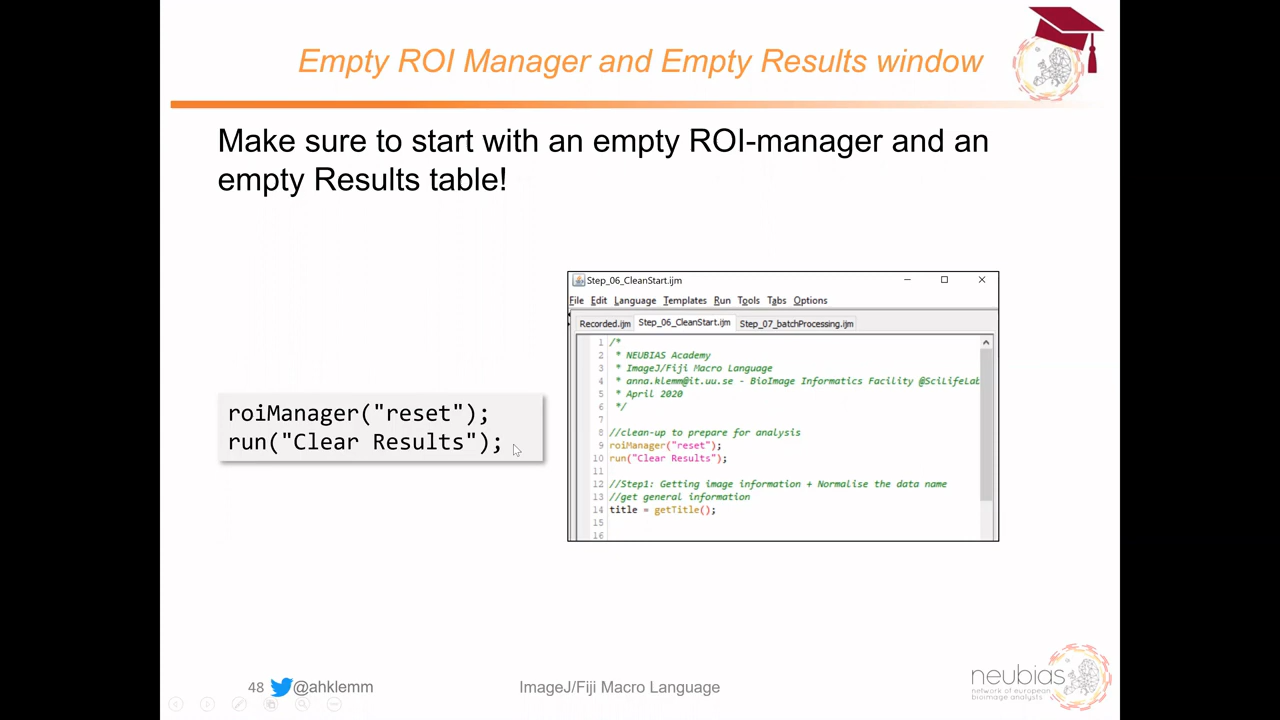 Empty ROI Manager and Empty Results window
Make sure to start with an empty ROI-manager and an
empty Results table!
roiManager("reset");
run("Clear Results");
Step_06_CleanStart.ijm
File Edit Language Templates Run Tools Tabs Options
Recorded.ijm Step_06_CleanStart.ijm Step_07_batchProcessing.ijm
1 /*
2 * NEUBIAS Academy
3 * ImageJ/Fiji Macro Language
4 * anna.klemm@it.uu.se - BioImage Informatics Facility @SciLifeLab
5 * April 2020
6 */
7
8 //clean-up to prepare for analysis
9 roiManager("reset");
10 run("Clear Results");
11
12 //Step1: Getting image information + Normalise the data name
13 //get general information
14 title = getTitle();
15
16
48 @ahklemm ImageJ/Fiji Macro Language
neubias
network of european
bioimage analysts